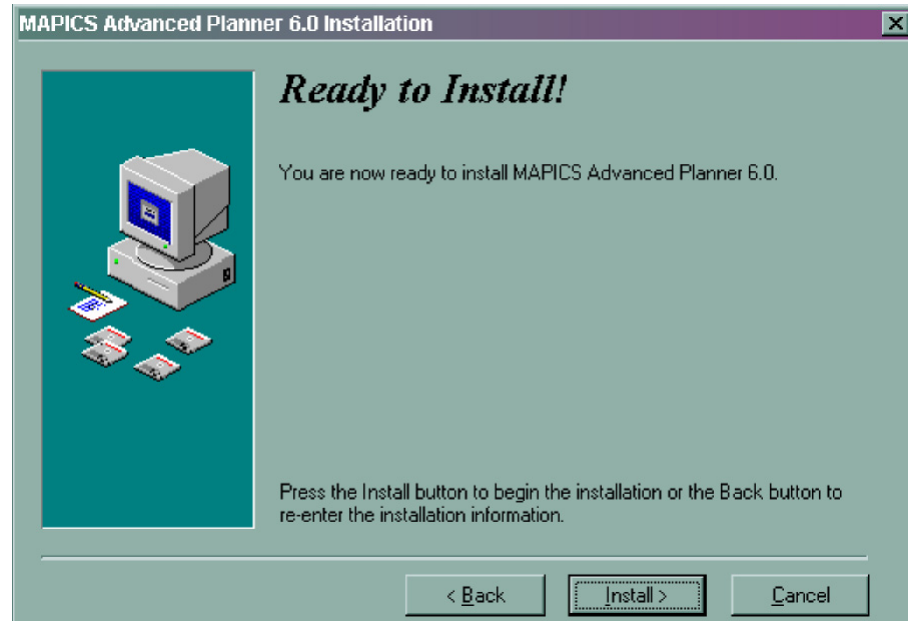 MAPICS Advanced Planner 6.0 Installation
Ready to Install!
You are now ready to install MAPICS Advanced Planner 6.0.
Press the Install button to begin the installation or the Back button to
re-enter the installation information.
< Back
Install >
Cancel